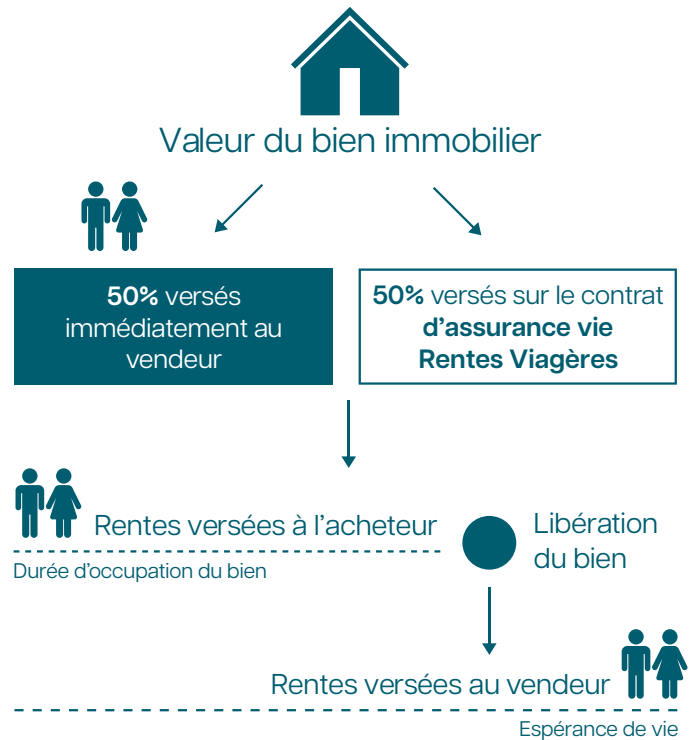 Valeur du bien immobilier
50% versés
immédiatement au
vendeur
50% versés sur le contrat
d’assurance vie
Rentes Viagères
Rentes versées à l’acheteur
Durée d’occupation du bien
Libération
du bien
Rentes versées au vendeur
Espérance de vie